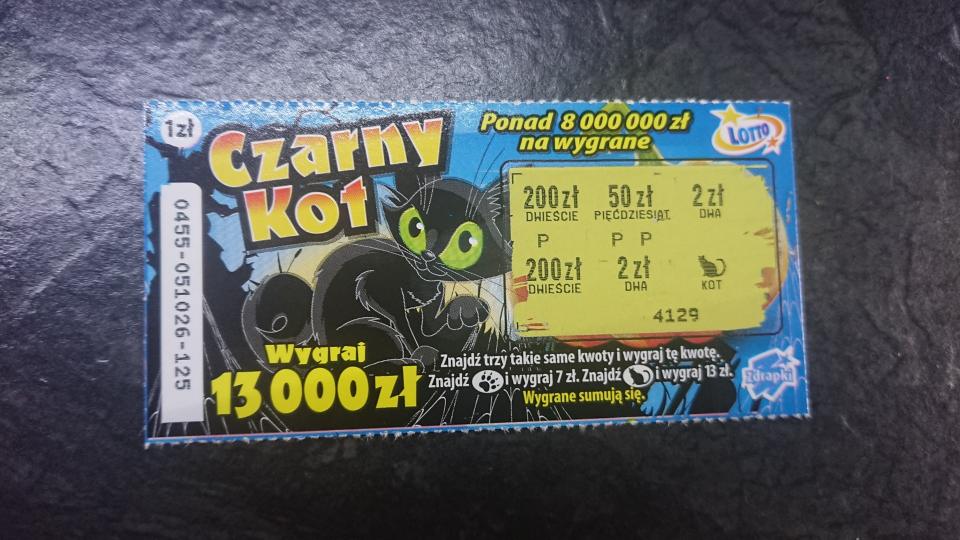 1zł
Czarny
Kot
Ponad 8 000 000 zł
na wygrane
LOTTO
0455-051026-125
200zł 50zł 2zł
DWIEŚCIE PIĘĆDZIESIĄT DWA
P P P
200zł 2zł
DWIEŚCIE DWA KOT
4129
Wygraj
13 000 zł
Znajdź trzy takie same kwoty i wygraj tę kwotę.
Znajdź i wygraj 7 zł. Znajdź i wygraj 13 zł.
Wygrane sumują się.
zdrapki